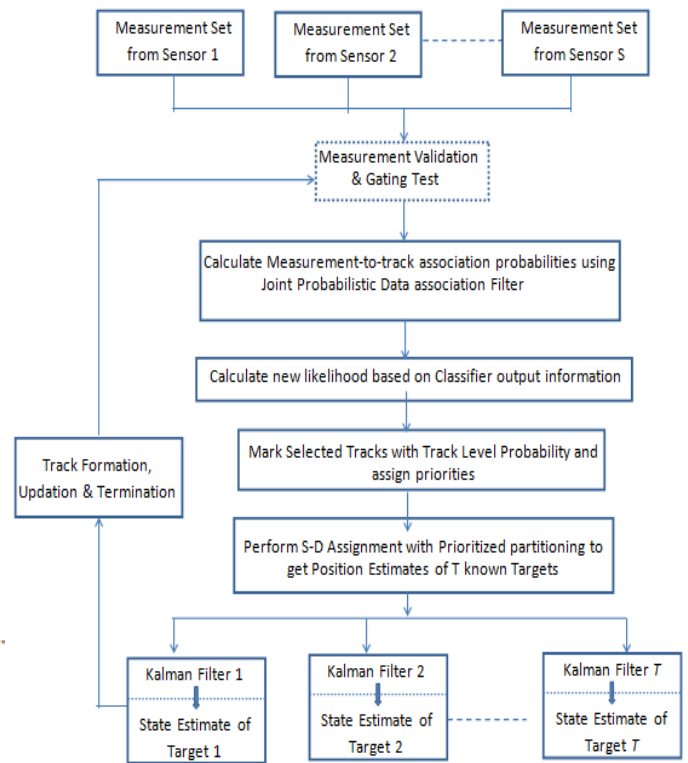 Measurement Set
from Sensor 1
Measurement Set
from Sensor 2
Measurement Set
from Sensor S
Measurement Validation
& Gating Test
Calculate Measurement-to-track association probabilities using
Joint Probabilistic Data association Filter
Calculate new likelihood based on Classifier output information
Mark Selected Tracks with Track Level Probability and
assign priorities
Track Formation,
Updation & Termination
Perform S-D Assignment with Prioritized partitioning to
get Position Estimates of T known Targets
Kalman Filter 1
State Estimate of
Target 1
Kalman Filter 2
State Estimate of
Target 2
Kalman Filter T
State Estimate of
Target T